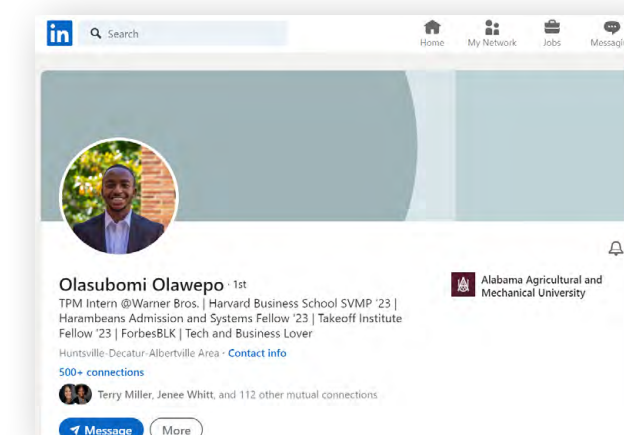 in
Search
Home
My Network
Jobs
Messagi
Olasubomi Olawepo · 1st
TPM Intern @Warner Bros. | Harvard Business School SVMP '23 |
Harambeans Admission and Systems Fellow '23 | Takeoff Institute
Fellow '23 | ForbesBLK | Tech and Business Lover
Huntsville-Decatur-Albertville Area · Contact info
500+ connections
Terry Miller, Jenee Whitt, and 112 other mutual connections
Message
More
Alabama Agricultural and
Mechanical University